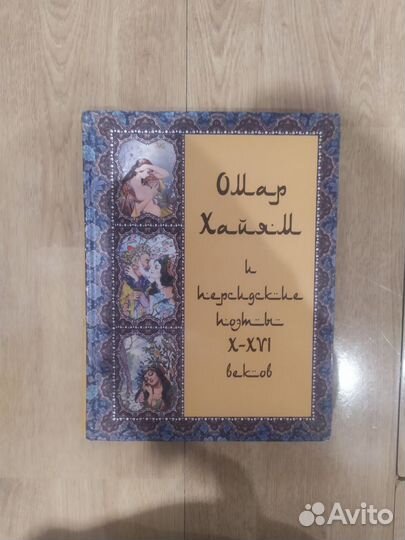 Омар
Хайям
и
персидские
поэты
X-XVI
веков
Avito